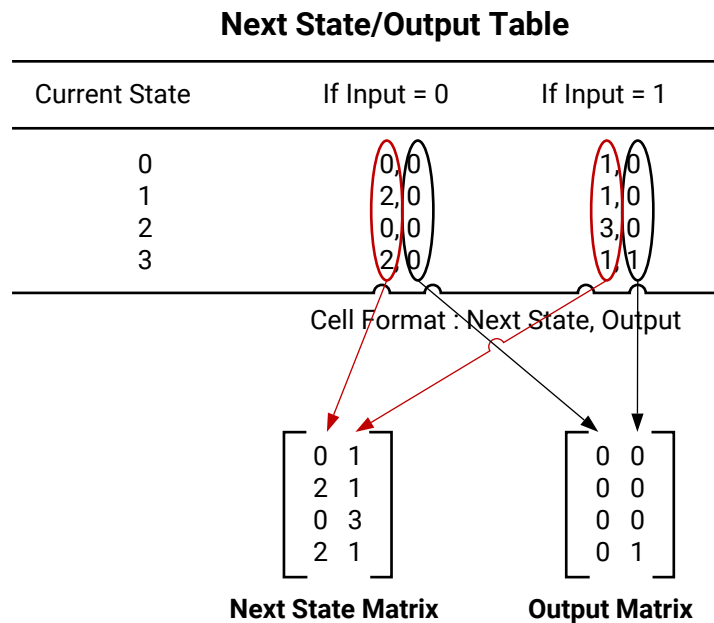 Next State/Output Table
Current State If Input = 0 If Input = 1
0 0, 0 1, 0
1 2, 0 1, 0
2 0, 0 3, 0
3 2, 0 1, 1
Cell Format : Next State, Output
0 1 0 0
2 1 0 0
0 3 0 0
2 1 0 1
Next State Matrix Output Matrix